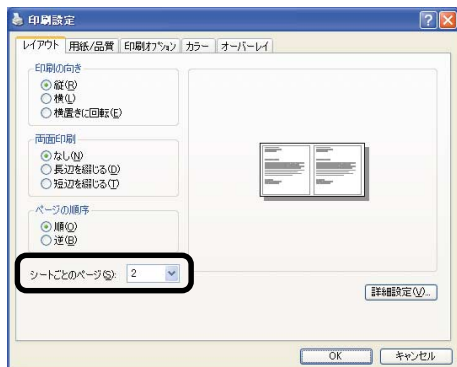 印刷設定
レイアウト 用紙/品質 印刷オプション カラー オーバーレイ
印刷の向き
縦(R)
横(L)
横置きに回転(E)
両面印刷
なし(N)
長辺を綴じる(D)
短辺を綴じる(T)
ページの順序
順(Q)
逆(B)
シートごとのページ(S): 2
詳細設定(V)...
OK キャンセル